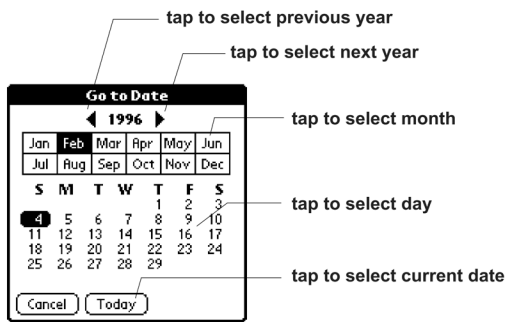 tap to select previous year
tap to select next year
Go to Date
1996
Jan Feb Mar Apr May Jun
tap to select month
Jul Aug Sep Oct Nov Dec
S M T W T F S
1 2 3
tap to select day
4 5 6 7 8 9 10
11 12 13 14 15 16 17
18 19 20 21 22 23 24
25 26 27 28 29
tap to select current date
Cancel Today